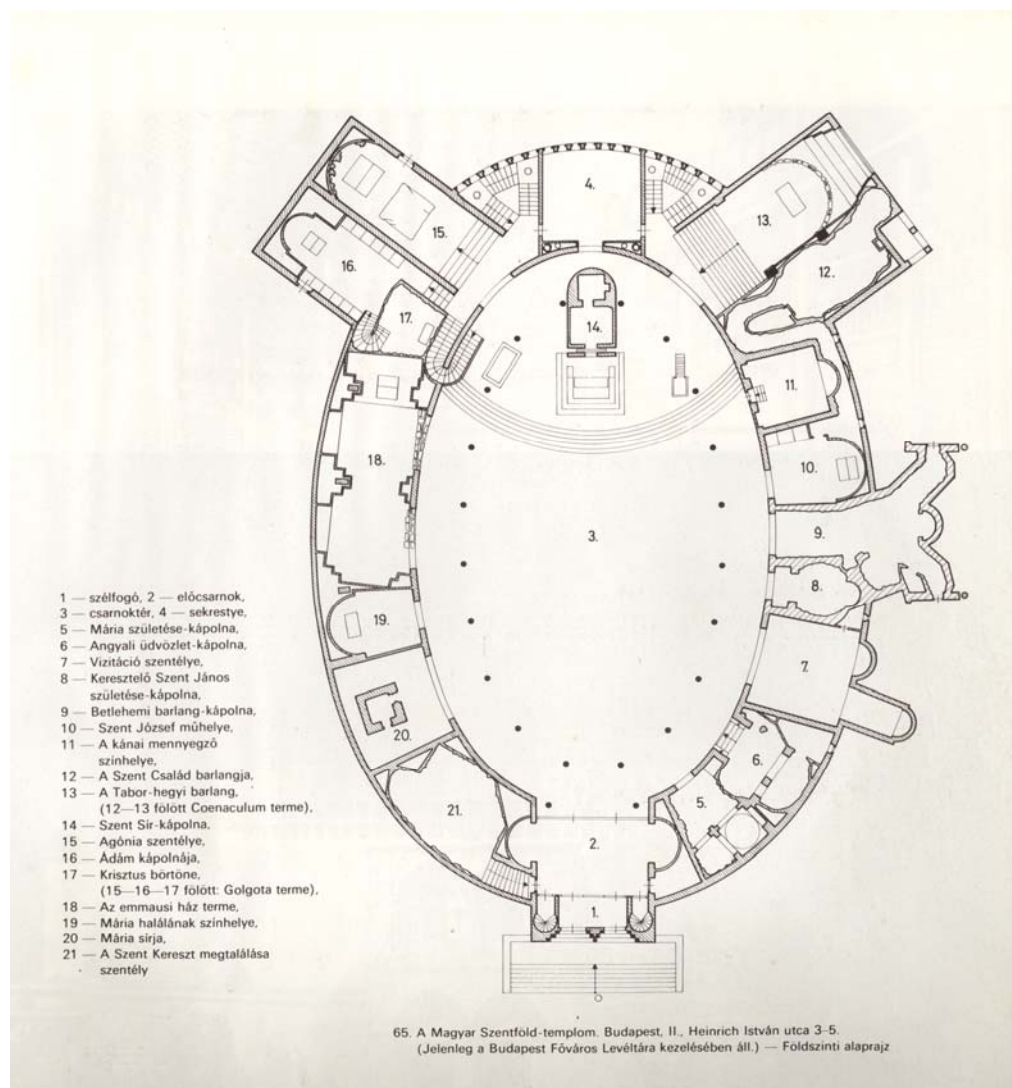 4.
15.
13.
16.
12.
17.
14.
11.
18.
10.
3.
9.
8.
19.
7.
20.
6.
21.
5.
2.
1.
1 — szélfogó, 2 — előcsarnok,
3 — csarnoktér, 4 — sekrestye,
5 — Mária születése-kápolna,
6 — Angyali üdvözlet-kápolna,
7 — Vizitáció szentélye,
8 — Keresztelő Szent János
születése-kápolna,
9 — Betlehemi barlang-kápolna,
10 — Szent József műhelye,
11 — A kánai mennyegző
színhelye,
12 — A Szent Család barlangja,
13 — A Tabor-hegyi barlang,
(12—13 fölött Coenaculum terme),
14 — Szent Sír-kápolna,
15 — Agónia szentélye,
16 — Ádám kápolnája,
17 — Krisztus börtöne,
(15—16—17 fölött: Golgota terme),
18 — Az emmausi ház terme,
19 — Mária halálának színhelye,
20 — Mária sírja,
21 — A Szent Kereszt megtalálása
szentély
65. A Magyar Szentföld-templom. Budapest, II., Heinrich István utca 3–5.
(Jelenleg a Budapest Főváros Levéltára kezelésében áll.) — Földszinti alaprajz